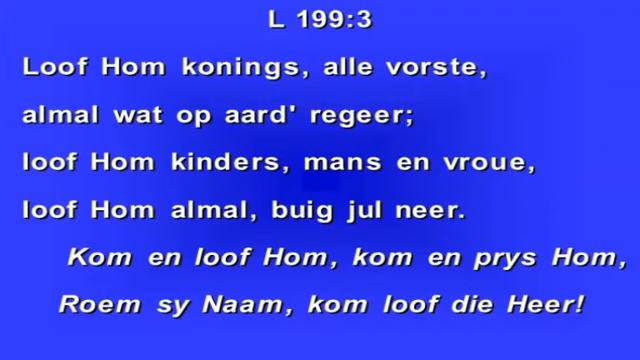 L 199:3
Loof Hom konings, alle vorste,
almal wat op aard' regeer;
loof Hom kinders, mans en vroue,
loof Hom almal, buig jul neer.
Kom en loof Hom, kom en prys Hom,
Roem sy Naam, kom loof die Heer!